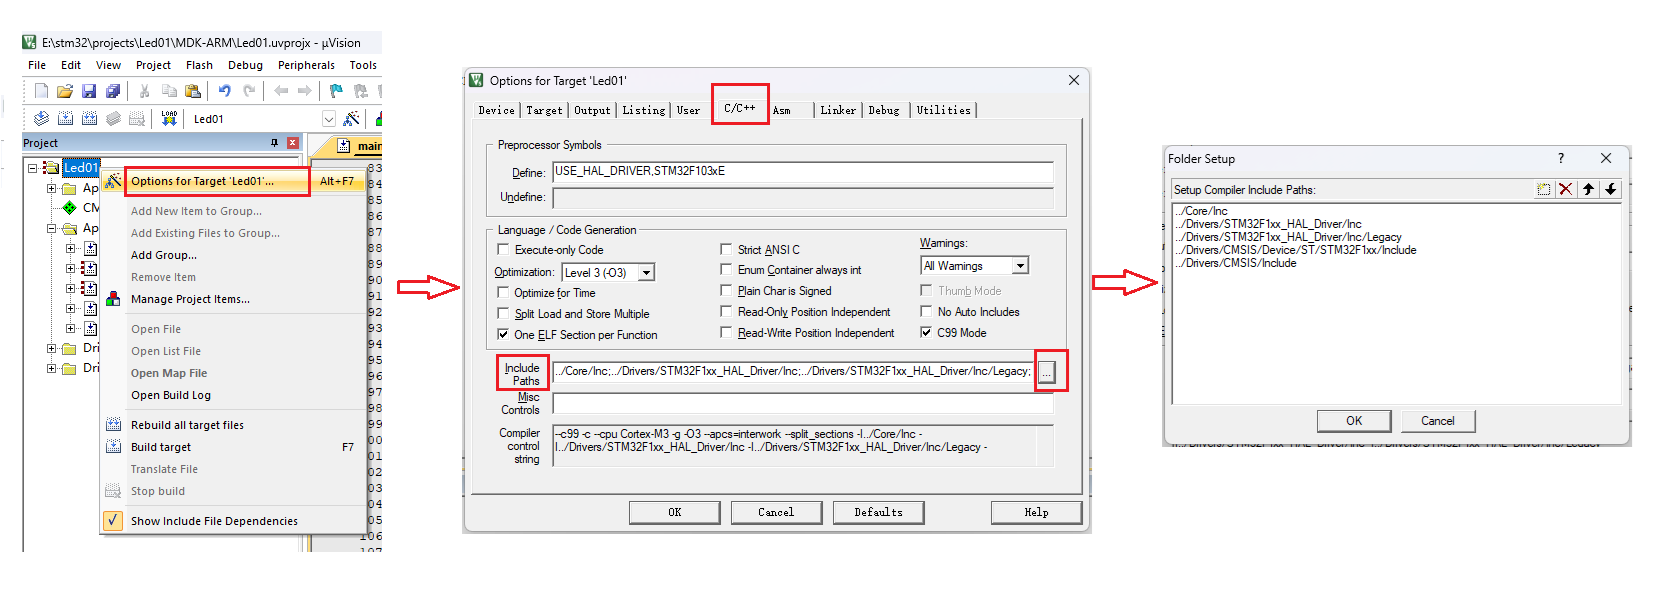 E:\stm32\projects\Led01\MDK-ARM\Led01.uvprojx - µVision
File Edit View Project Flash Debug Peripherals Tools
LOAD
Led01
Project
main
Led01
Ap
CM
Ap
Dri
Dri
83
Options for Target 'Led01'... Alt+F7
Add New Item to Group...
Add Existing Files to Group...
Add Group...
Remove Item
Manage Project Items...
Open File
Open List File
Open Map File
Open Build Log
Rebuild all target files
Build target F7
Translate File
Stop build
Show Include File Dependencies
84
85
86
87
88
89
90
91
92
93
94
95
96
97
98
99
00
01
02
03
04
05
106
107
Options for Target 'Led01'
Device Target Output Listing User C/C++ Asm Linker Debug Utilities
Preprocessor Symbols
Define: USE_HAL_DRIVER,STM32F103xE
Undefine:
Language / Code Generation
Execute-only Code
Optimization: Level 3 (-O3)
Optimize for Time
Split Load and Store Multiple
One ELF Section per Function
Strict ANSI C
Enum Container always int
Plain Char is Signed
Read-Only Position Independent
Read-Write Position Independent
Warnings:
All Warnings
Thumb Mode
No Auto Includes
C99 Mode
Include
Paths
../Core/Inc;../Drivers/STM32F1xx_HAL_Driver/Inc;../Drivers/STM32F1xx_HAL_Driver/Inc/Legacy;
...
Misc
Controls
Compiler
control
string
--c99 -c --cpu Cortex-M3 -g -O3 --apcs=interwork --split_sections -I../Core/Inc -
I../Drivers/STM32F1xx_HAL_Driver/Inc -I../Drivers/STM32F1xx_HAL_Driver/Inc/Legacy -
OK Cancel Defaults Help
Folder Setup ?
Setup Compiler Include Paths:
../Core/Inc
../Drivers/STM32F1xx_HAL_Driver/Inc
../Drivers/STM32F1xx_HAL_Driver/Inc/Legacy
../Drivers/CMSIS/Device/ST/STM32F1xx/Include
../Drivers/CMSIS/Include
OK Cancel